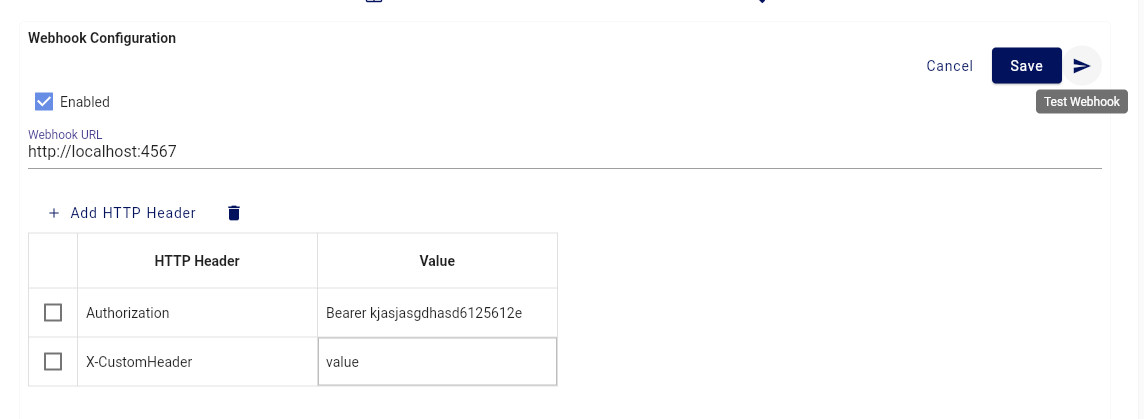 Webhook Configuration
Cancel
Save
Test Webhook
Enabled
Webhook URL
http://localhost:4567
Add HTTP Header
HTTP Header Value
Authorization Bearer kjasjasgdhasd6125612e
X-CustomHeader value